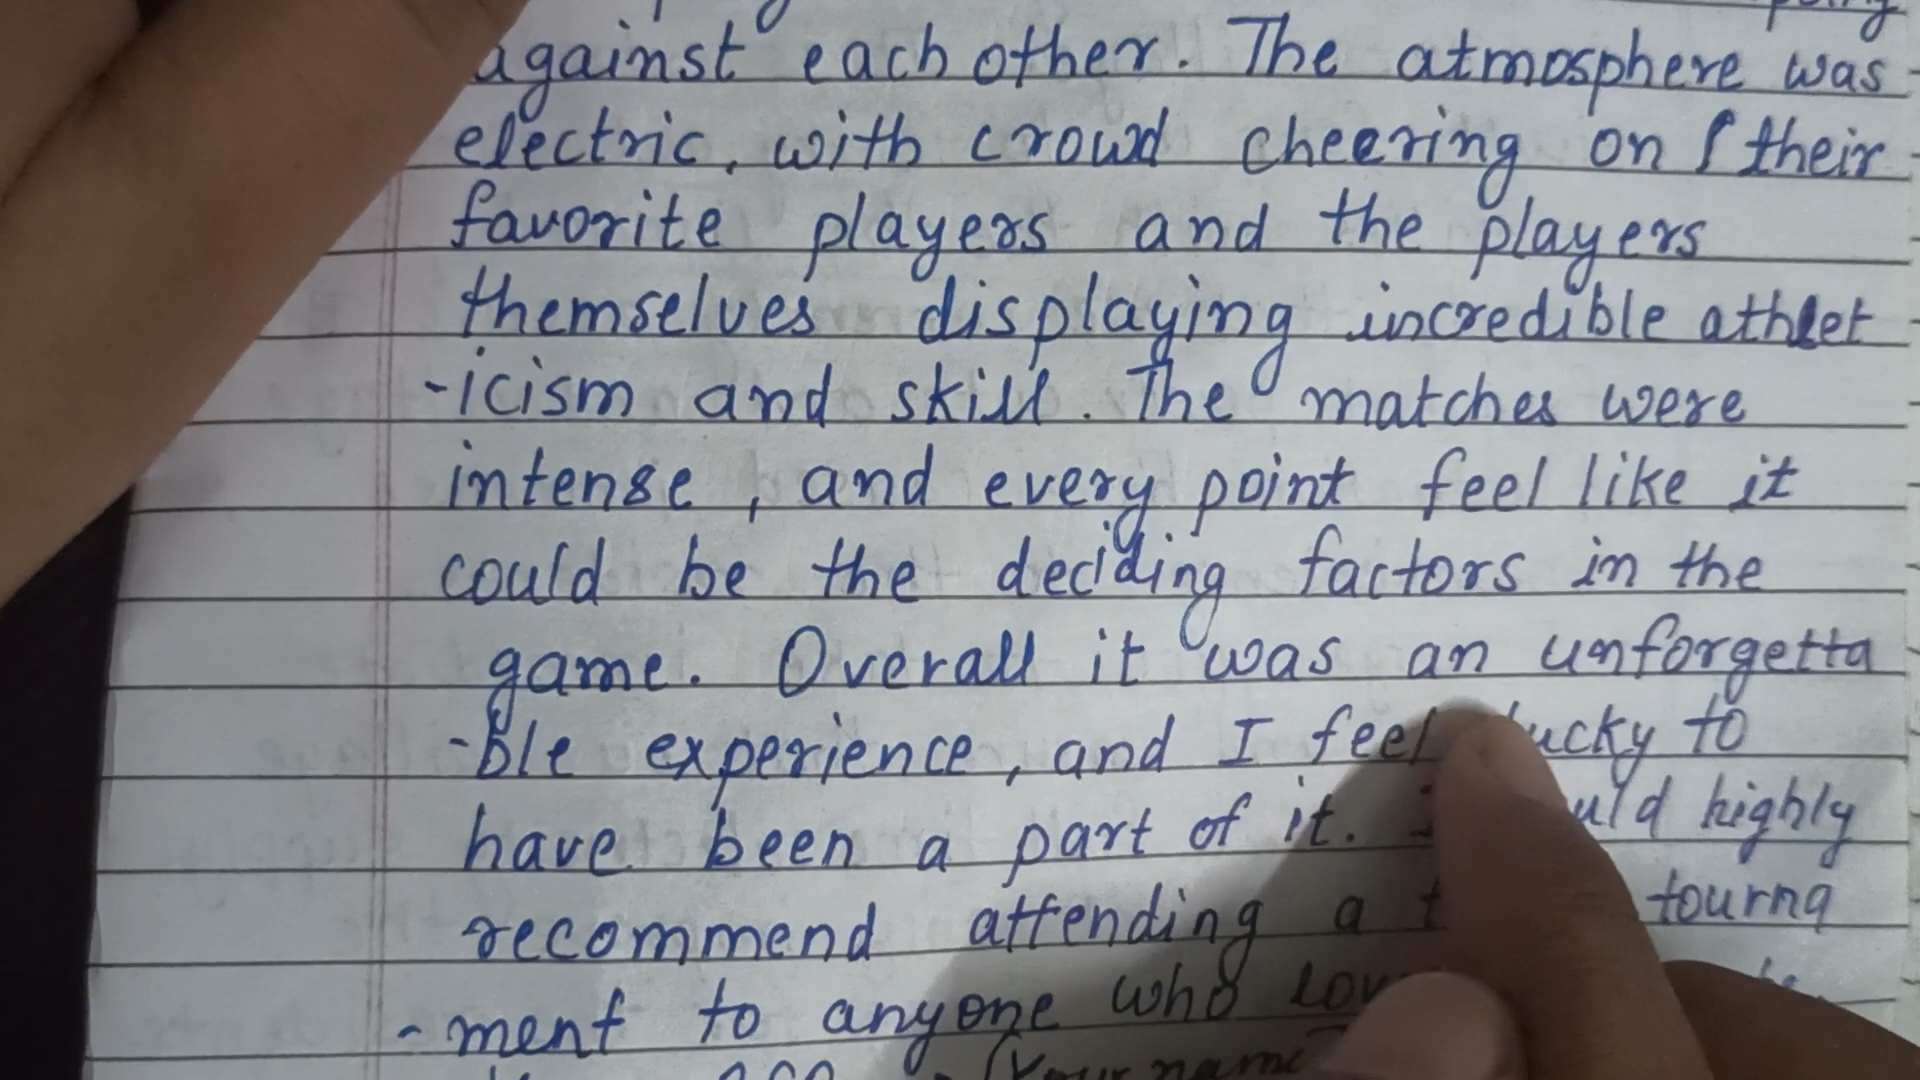 against each other. The atmosphere was
electric, with crowd cheering on their
favorite players and the players
themselves displaying incredible athlet
-icism and skill. The matches were
intense, and every point feel like it
could be the deciding factors in the
game. Overall it was an unforgetta
-ble experience, and I feel lucky to
have been a part of it. highly
recommend attending a tourna
-ment to anyone who
(Your name